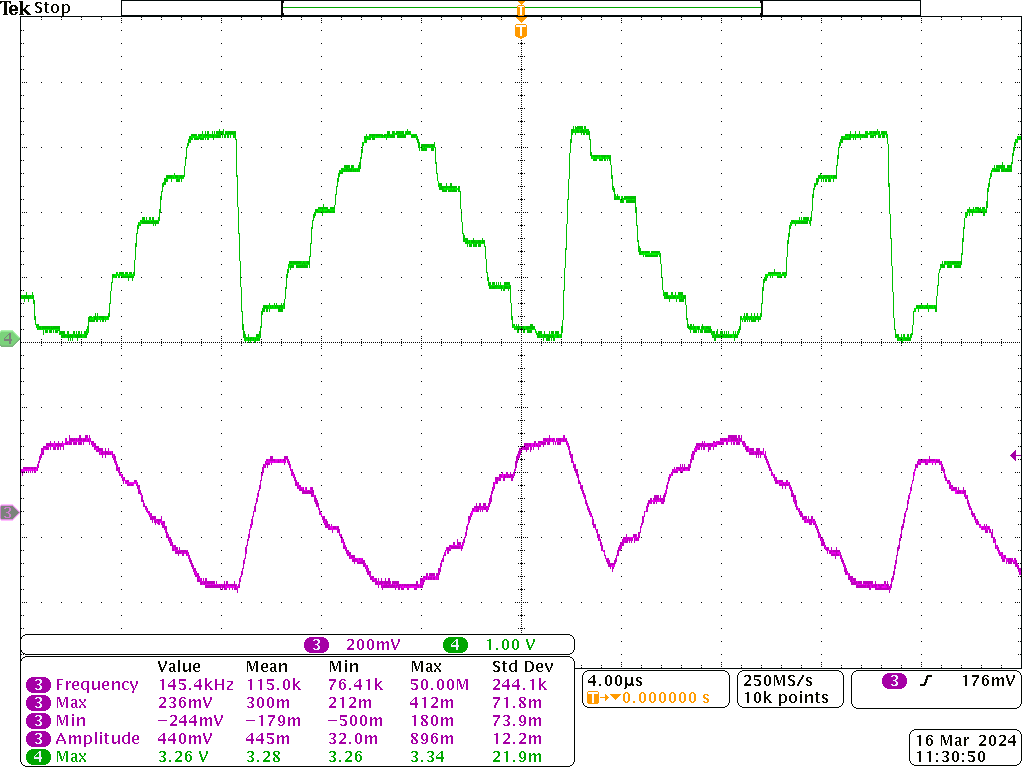 Tek Stop
T
T
4
3
3 200mV 4 1.00 V
Value Mean Min Max Std Dev
3 Frequency 145.4kHz 115.0k 76.41k 50.00M 244.1k
3 Max 236mV 300m 212m 412m 71.8m
3 Min −244mV −179m −500m 180m 73.9m
3 Amplitude 440mV 445m 32.0m 896m 12.2m
4 Max 3.26 V 3.28 3.26 3.34 21.9m
4.00μs
T→▼0.000000 s
250MS/s
10k points
3 ƒ 176mV
16 Mar 2024
11:30:50